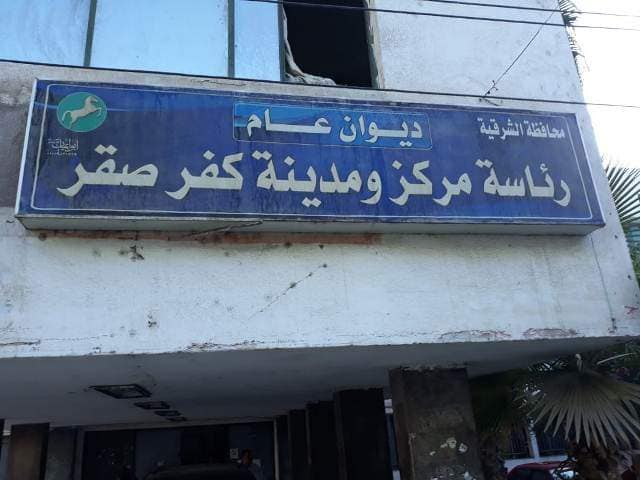 محافظة الشرقية
ديوان عام
رئاسة مركز ومدينة كفر صقر